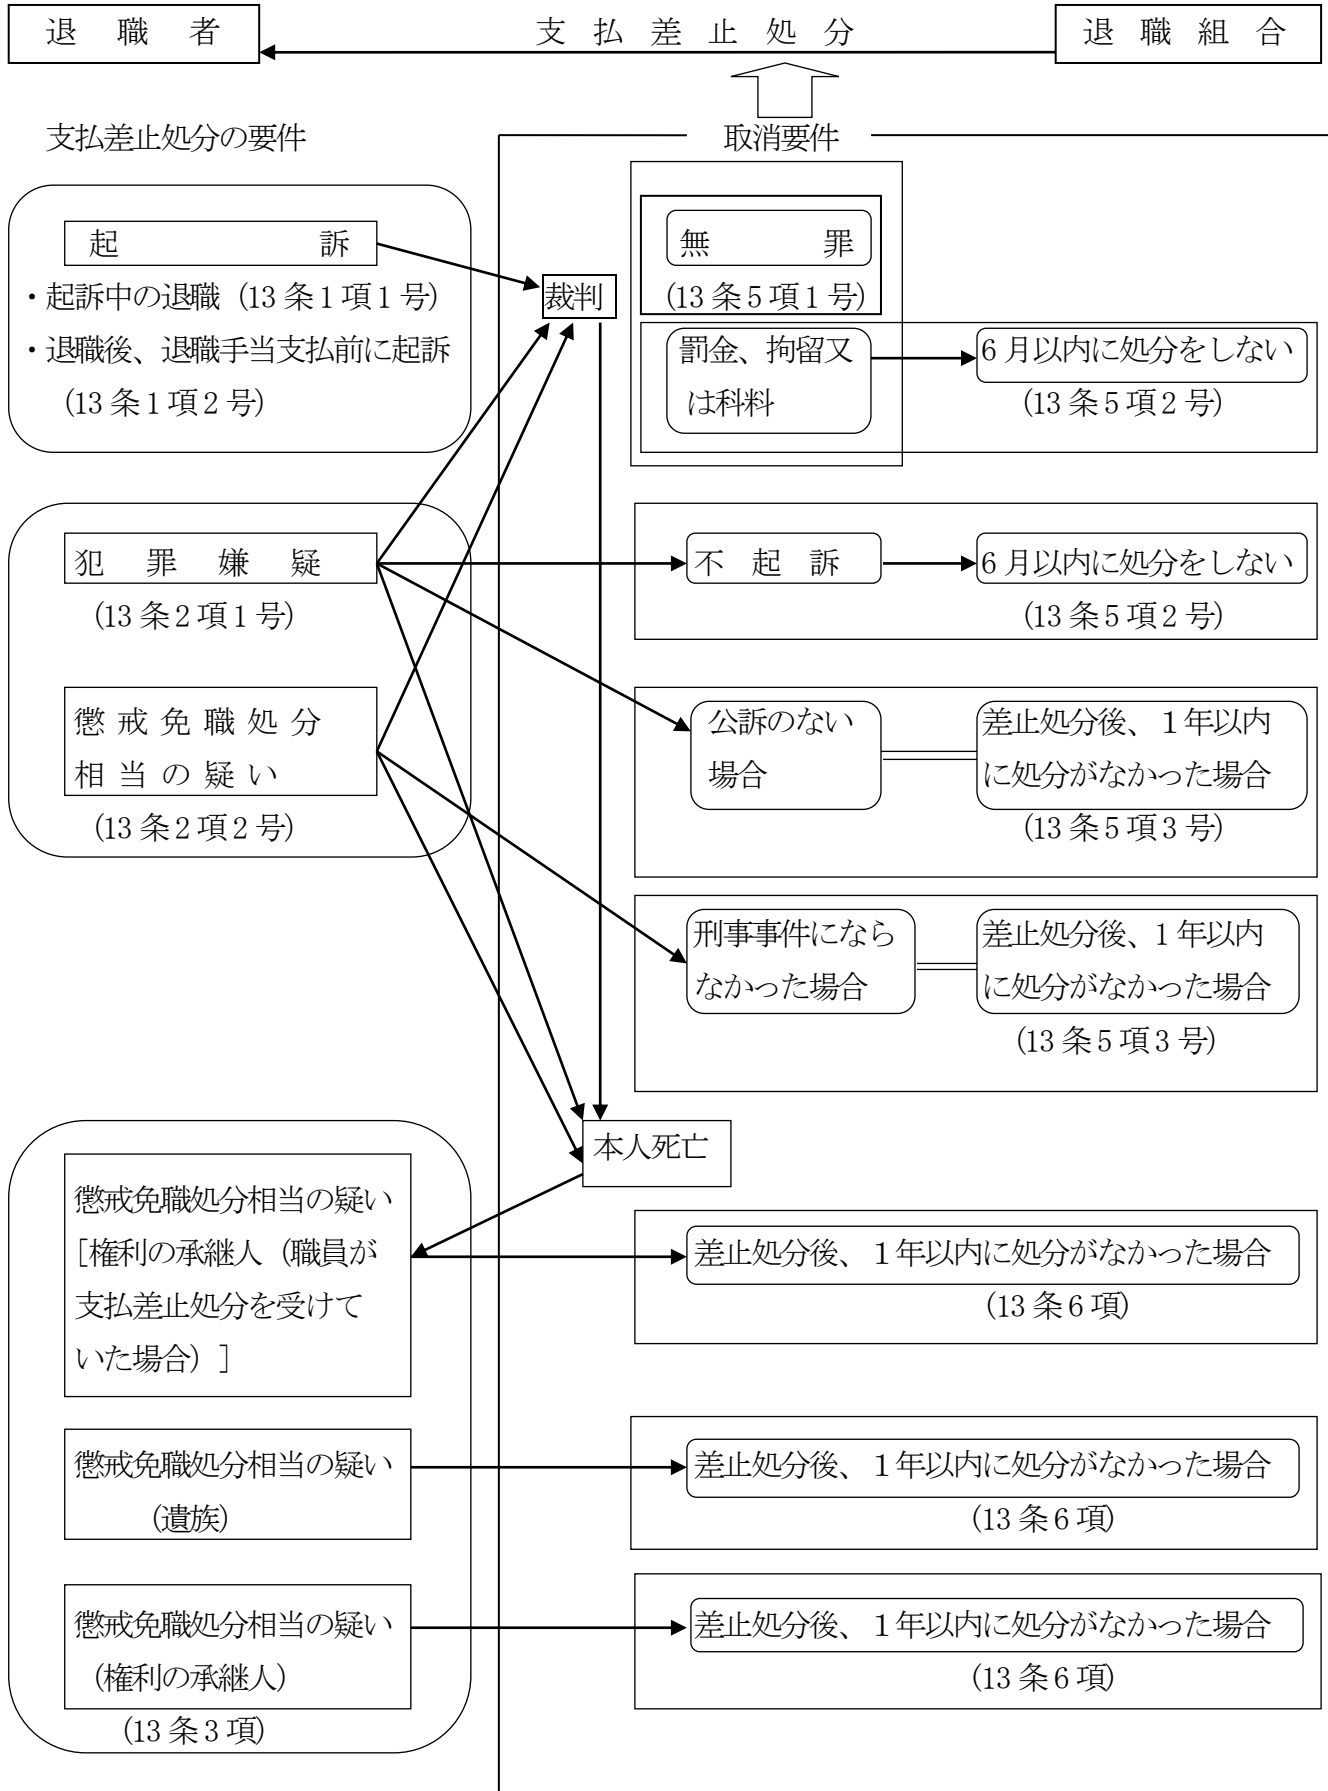 退職者
支払差止処分
退職組合
支払差止処分の要件
取消要件
起訴
・起訴中の退職（13条1項1号）
・退職後、退職手当支払前に起訴
（13条1項2号）
裁判
無罪
（13条5項1号）
罰金、拘留又
は科料
6月以内に処分をしない
（13条5項2号）
犯罪嫌疑
（13条2項1号）
不起訴
6月以内に処分をしない
（13条5項2号）
懲戒免職処分
相当の疑い
（13条2項2号）
公訴のない
場合
差止処分後、1年以内
に処分がなかった場合
（13条5項3号）
刑事事件になら
なかった場合
差止処分後、1年以内
に処分がなかった場合
（13条5項3号）
本人死亡
懲戒免職処分相当の疑い
［権利の承継人（職員が
支払差止処分を受けて
いた場合）］
差止処分後、1年以内に処分がなかった場合
（13条6項）
懲戒免職処分相当の疑い
（遺族）
差止処分後、1年以内に処分がなかった場合
（13条6項）
懲戒免職処分相当の疑い
（権利の承継人）
（13条3項）
差止処分後、1年以内に処分がなかった場合
（13条6項）